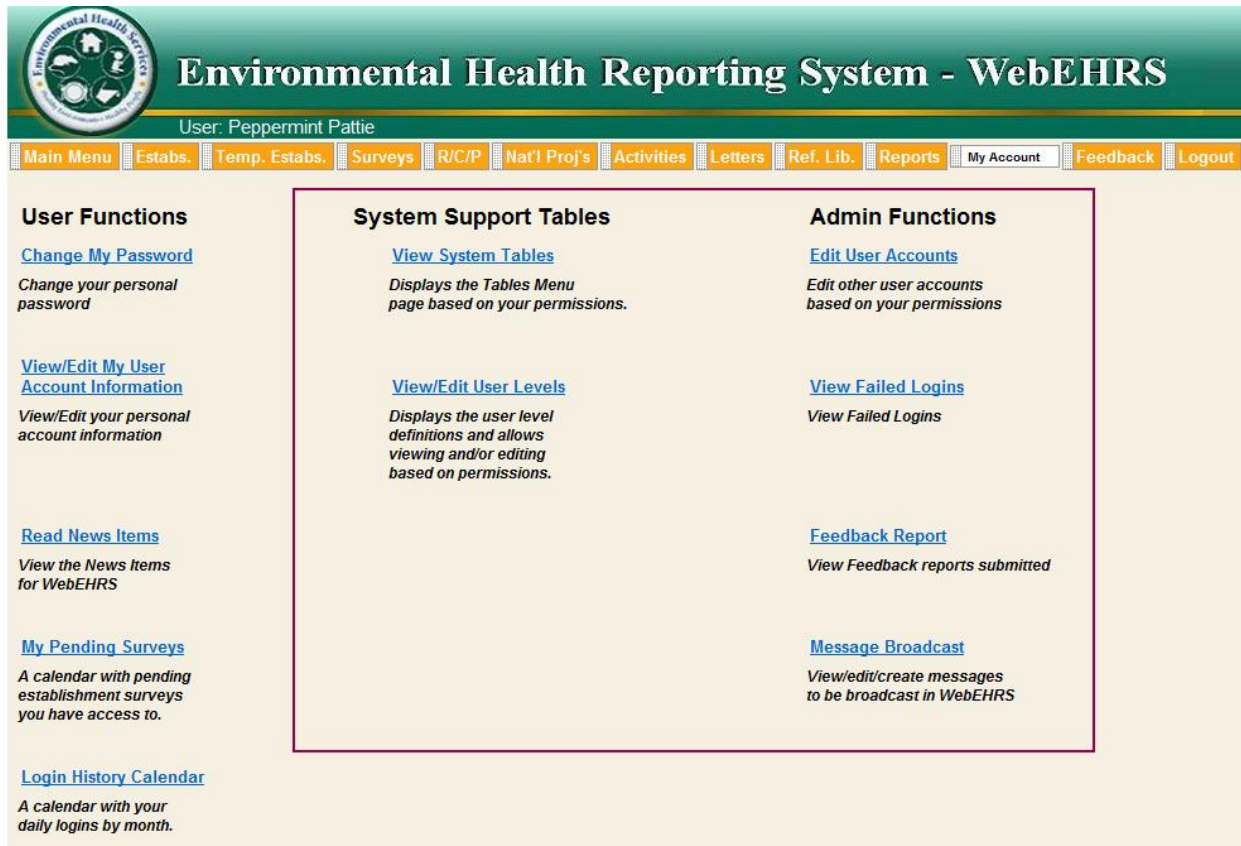 Environmental Health Services
Environmental Health Reporting System - WebEHRS
User: Peppermint Pattie
Main Menu Estabs. Temp. Estabs. Surveys R/C/P Nat'l Proj's Activities Letters Ref. Lib. Reports My Account Feedback Logout
User Functions
Change My Password
Change your personal
password
View/Edit My User
Account Information
View/Edit your personal
account information
Read News Items
View the News Items
for WebEHRS
My Pending Surveys
A calendar with pending
establishment surveys
you have access to.
Login History Calendar
A calendar with your
daily logins by month.
System Support Tables
View System Tables
Displays the Tables Menu
page based on your permissions.
View/Edit User Levels
Displays the user level
definitions and allows
viewing and/or editing
based on permissions.
Admin Functions
Edit User Accounts
Edit other user accounts
based on your permissions
View Failed Logins
View Failed Logins
Feedback Report
View Feedback reports submitted
Message Broadcast
View/edit/create messages
to be broadcast in WebEHRS